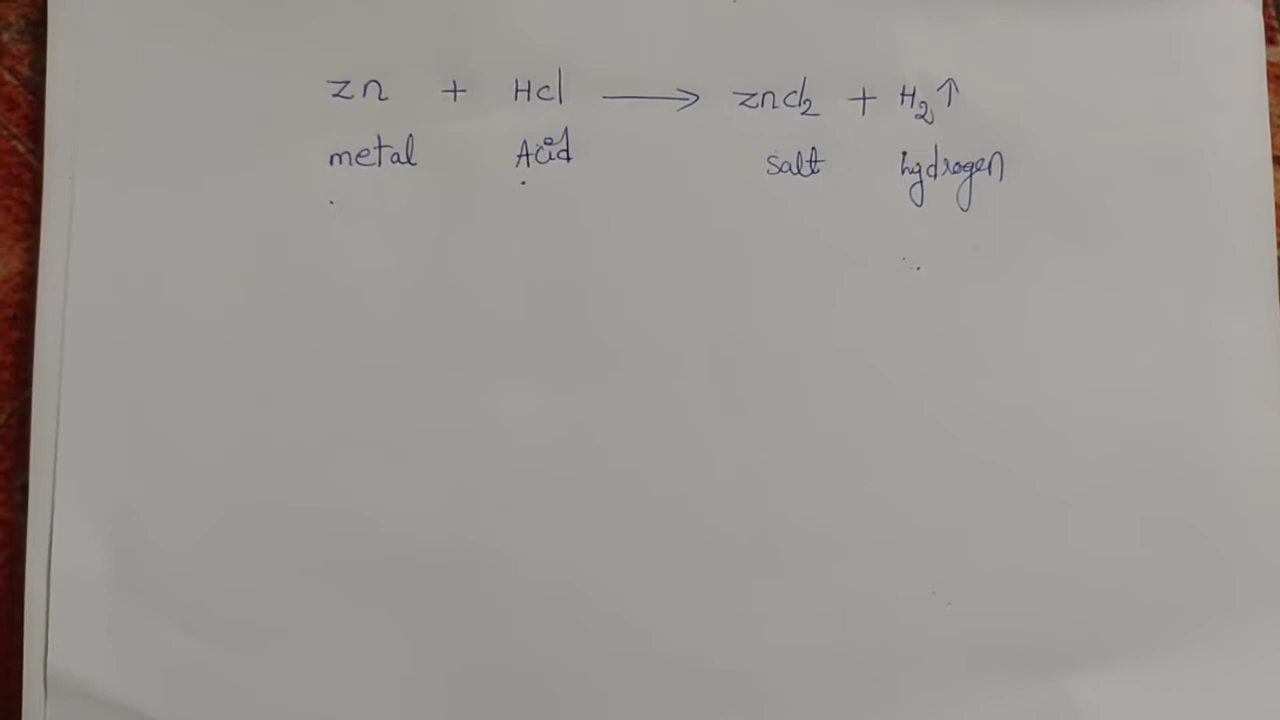 Zn + Hcl ⟶ Zncl₂ + H₂↑
metal Acid salt hydrogen